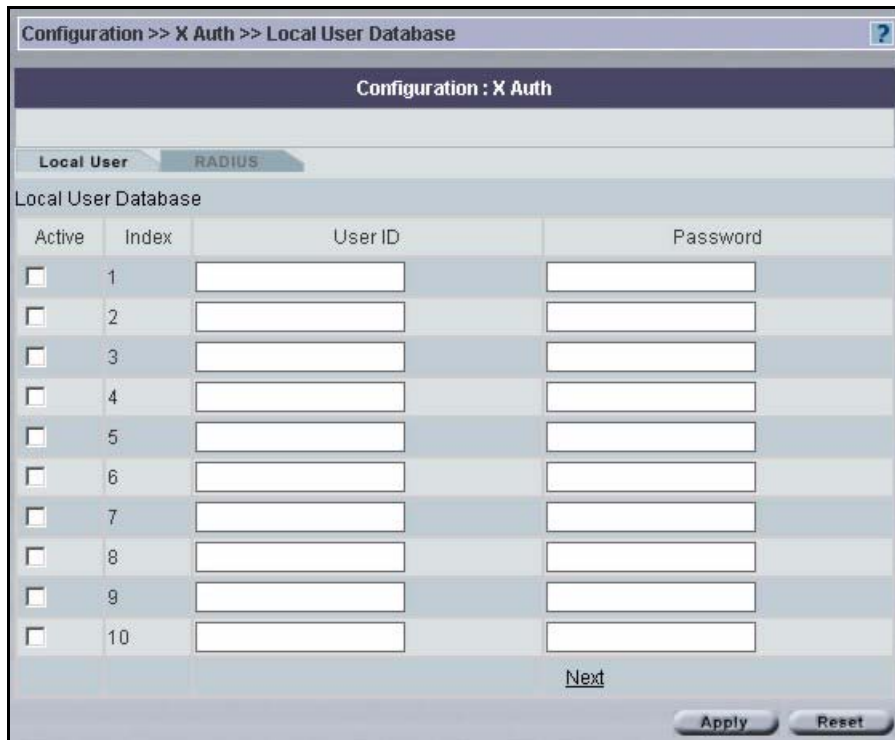 Configuration >> X Auth >> Local User Database ?
Configuration : X Auth
Local User RADIUS
Local User Database
Active Index User ID Password
1
2
3
4
5
6
7
8
9
10
Next
Apply Reset